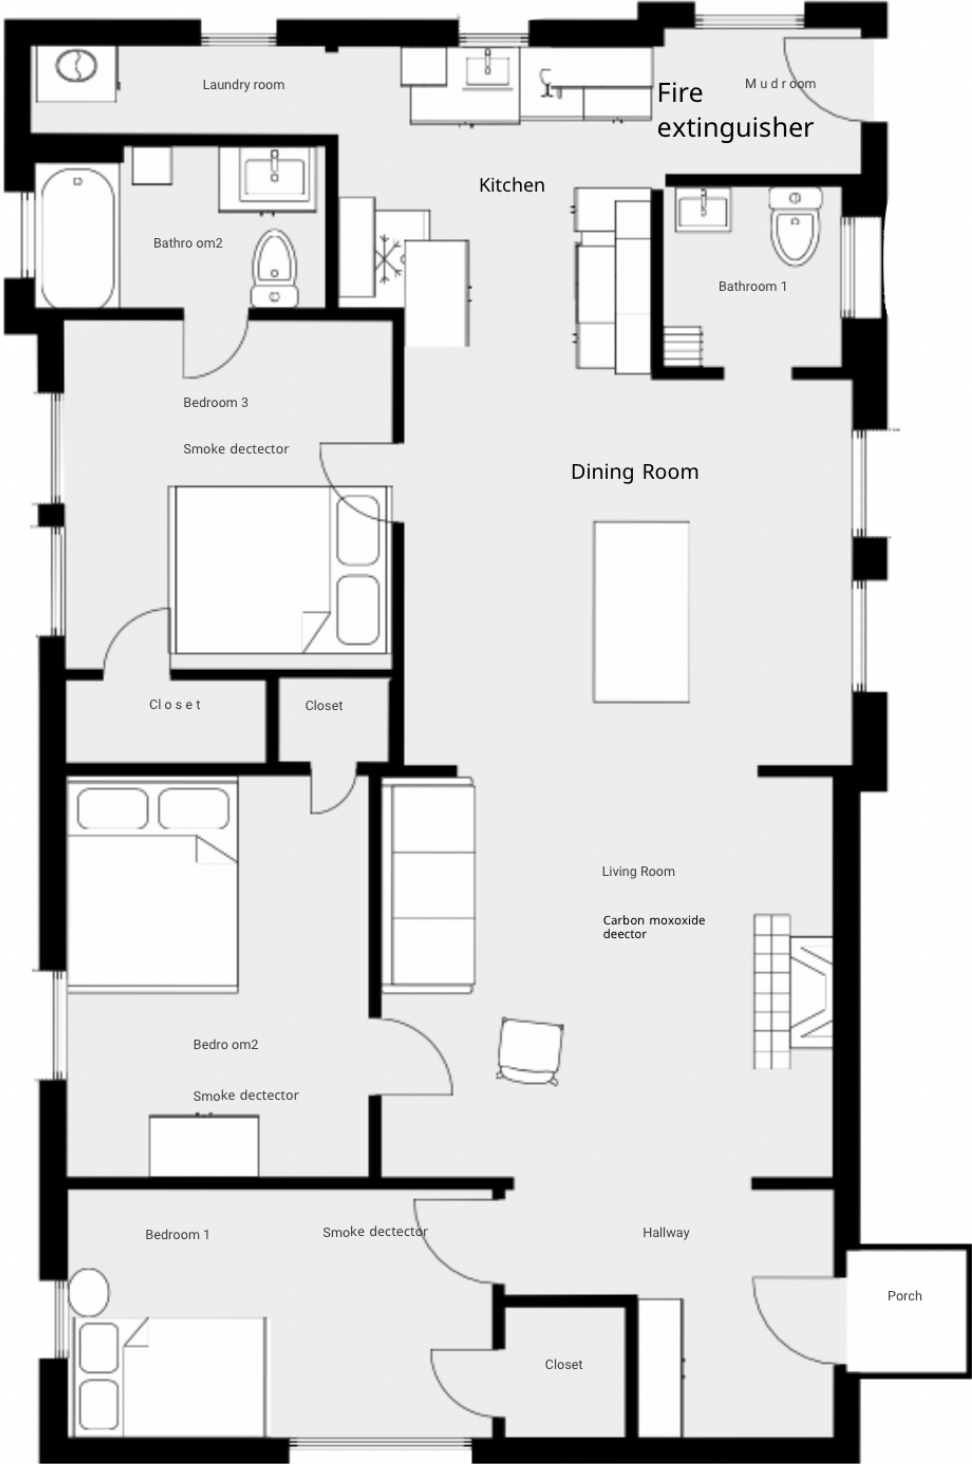 Laundry room
Mudroom
Fire
extinguisher
Kitchen
Bathro om2
Bathroom 1
Bedroom 3
Smoke dectector
Dining Room
Closet
Closet
Living Room
Carbon moxoxide
deector
Bedro om2
Smoke dectector
Bedroom 1
Smoke dectector
Hallway
Porch
Closet